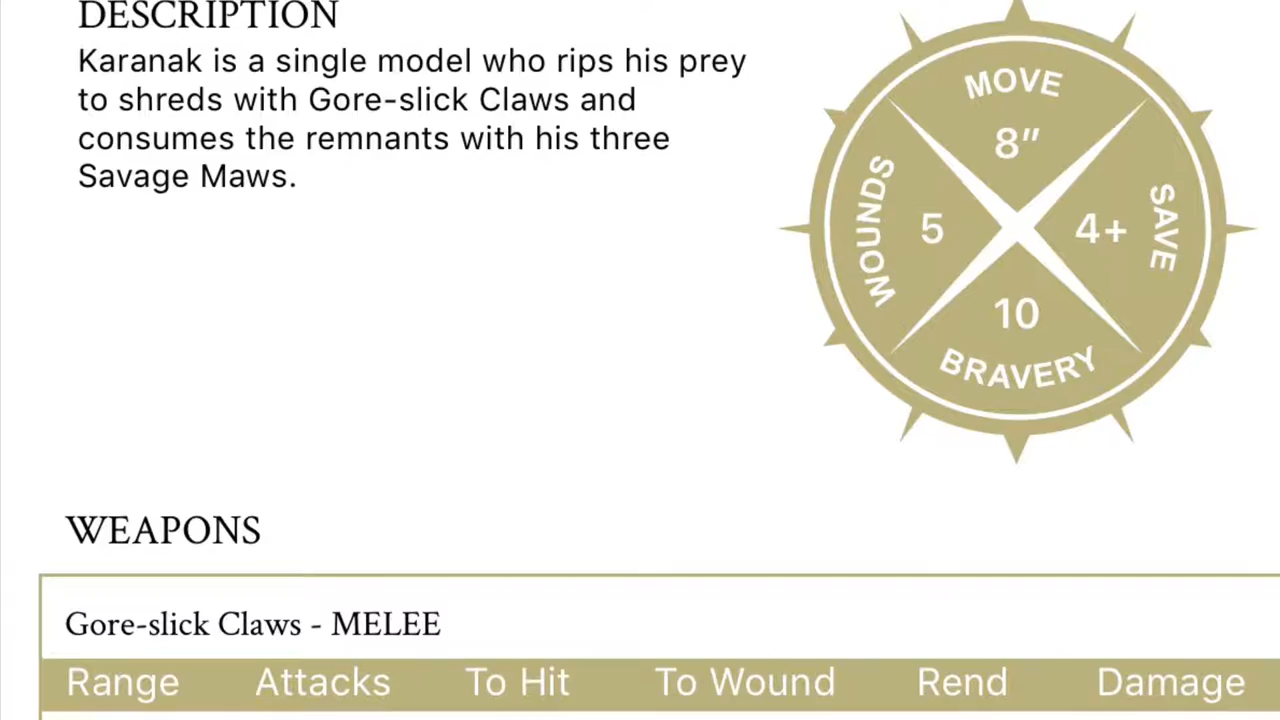 DESCRIPTION
Karanak is a single model who rips his prey
to shreds with Gore-slick Claws and
consumes the remnants with his three
Savage Maws.
MOVE
8"
WOUNDS
5
4+
SAVE
10
BRAVERY
WEAPONS
Gore-slick Claws - MELEE
Range Attacks To Hit To Wound Rend Damage